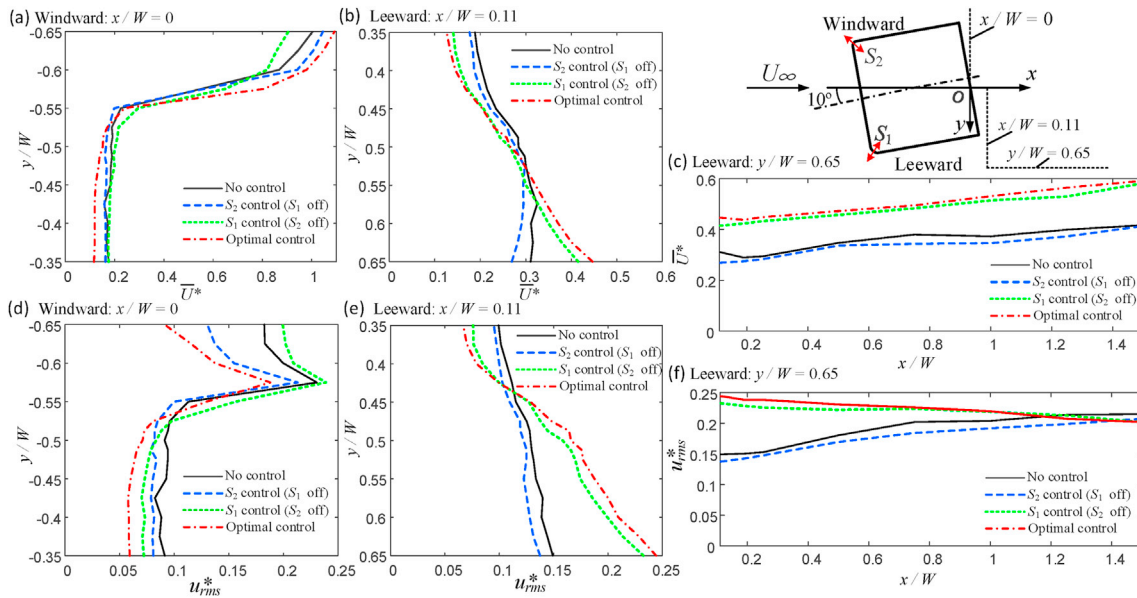 (a) Windward: x / W = 0
-0.65
-0.6
-0.55
-0.45
-0.35
y / W
No control
S2 control (S1 off)
S1 control (S2 off)
Optimal control
0 0.2 0.4 0.6 0.8 1
U*
(b) Leeward: x / W = 0.11
0.35
0.4
0.45
0.55
0.6
0.65
y / W
No control
S2 control (S1 off)
S1 control (S2 off)
Optimal control
0 0.1 0.2 0.3 0.4 0.5 0.6
U*
Windward
x / W = 0
S2
U∞
x
10°
O
S1
y
x / W = 0.11
Leeward
y / W = 0.65
(c) Leeward: y / W = 0.65
0.6
0.4
0.2
0
U*
No control
S2 control (S1 off)
S1 control (S2 off)
Optimal control
0.2 0.4 0.6 0.8 1 1.2 1.4
x / W
(d) Windward: x / W = 0
-0.65
-0.6
-0.55
-0.45
-0.4
-0.35
y / W
No control
S2 control (S1 off)
S1 control (S2 off)
Optimal control
0 0.05 0.1 0.15 0.2 0.25
u*rms
(e) Leeward: x / W = 0.11
0.35
0.4
0.45
0.55
0.6
0.65
y / W
No control
S2 control (S1 off)
S1 control (S2 off)
Optimal control
0 0.05 0.1 0.15 0.2 0.25
u*rms
(f) Leeward: y / W = 0.65
0.25
0.2
0.15
0.1
0.05
0
u*rms
No control
S2 control (S1 off)
S1 control (S2 off)
Optimal control
0.2 0.4 0.6 0.8 1 1.2 1.4
x / W